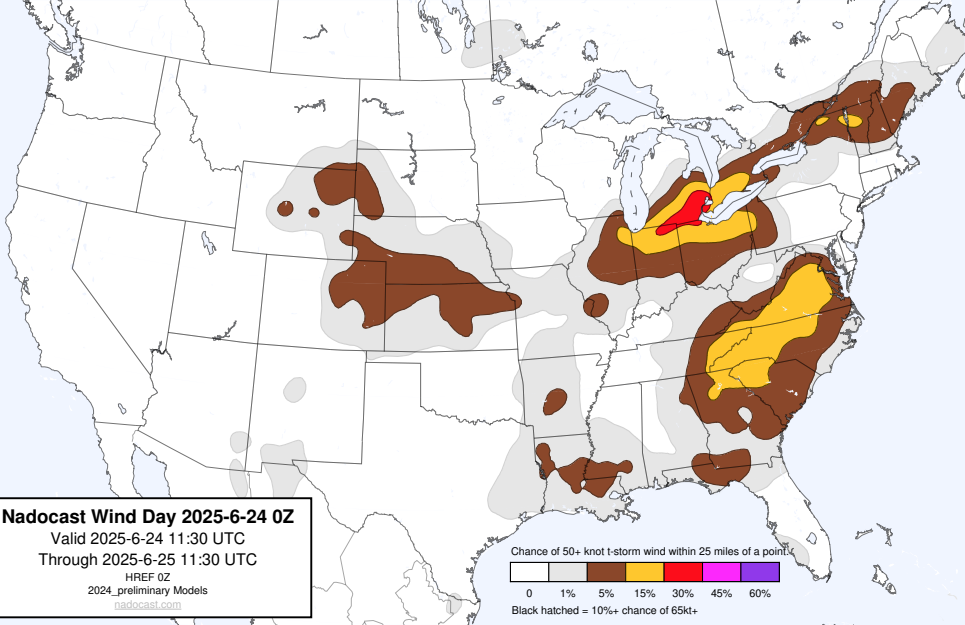 Nadocast Wind Day 2025-6-24 0Z
Valid 2025-6-24 11:30 UTC
Through 2025-6-25 11:30 UTC
HREF 0Z
2024_preliminary Models
nadocast.com
Chance of 50+ knot t-storm wind within 25 miles of a point.
0 1% 5% 15% 30% 45% 60%
Black hatched = 10%+ chance of 65kt+